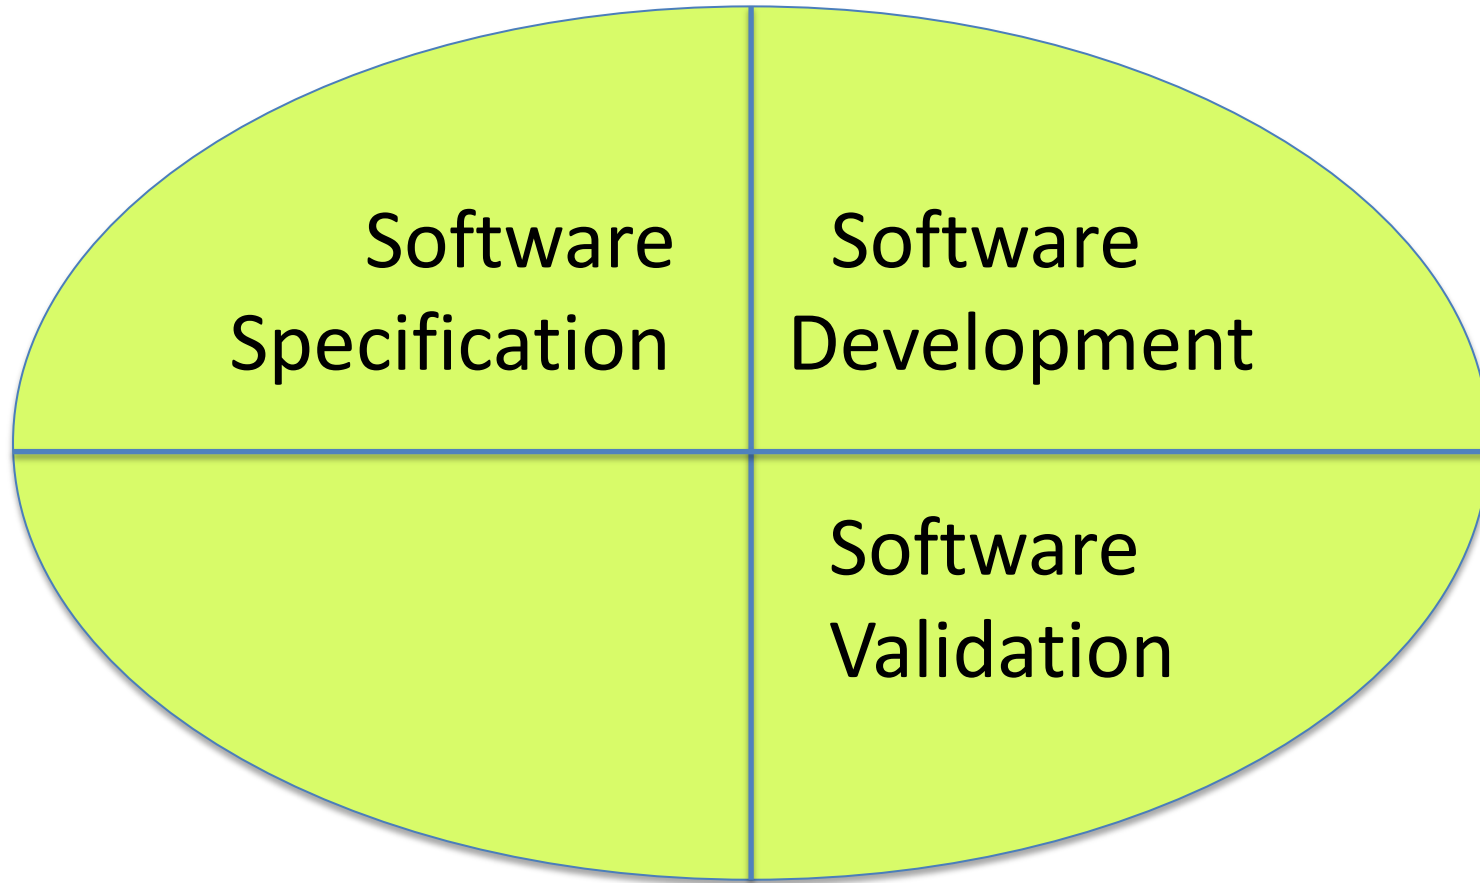 Software
Specification
Software
Development
Software
Validation